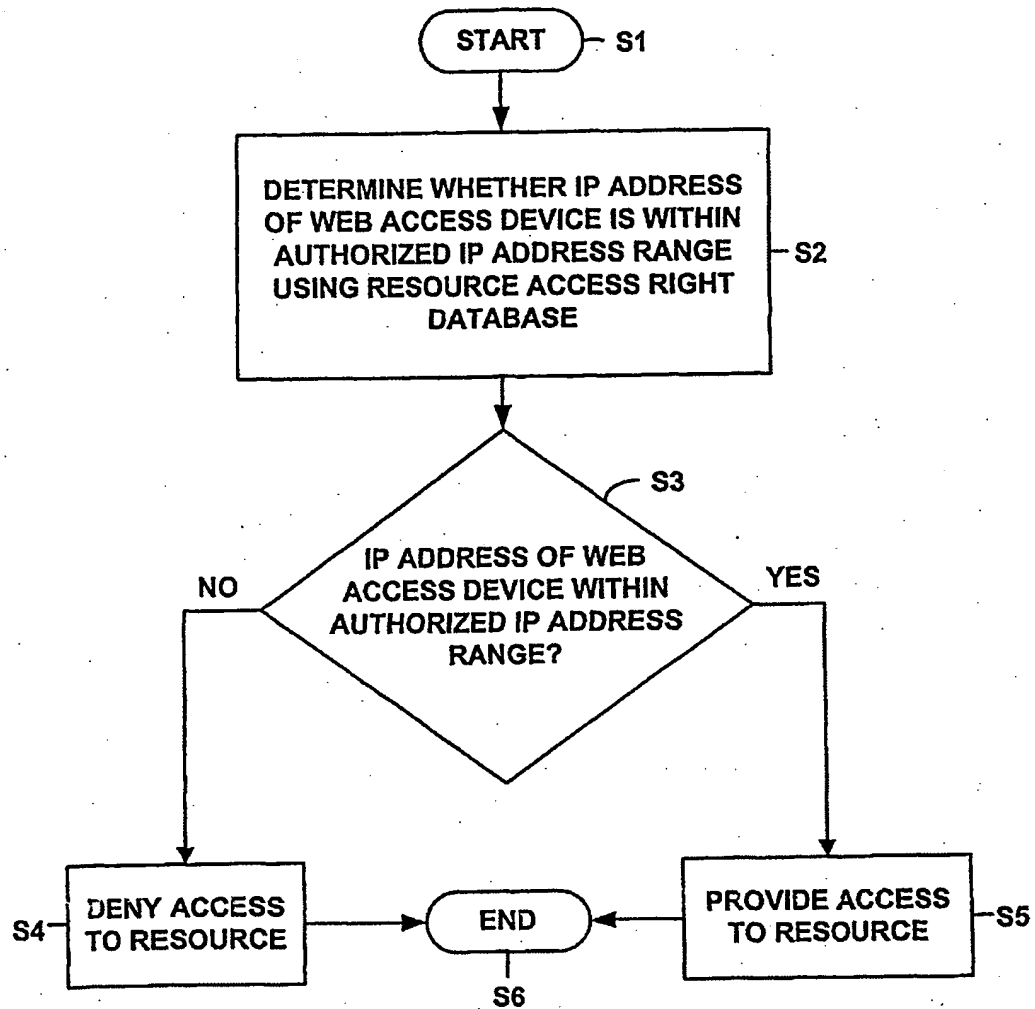 START
S1
DETERMINE WHETHER IP ADDRESS
OF WEB ACCESS DEVICE IS WITHIN
AUTHORIZED IP ADDRESS RANGE
USING RESOURCE ACCESS RIGHT
DATABASE
S2
S3
IP ADDRESS OF WEB
ACCESS DEVICE WITHIN
AUTHORIZED IP ADDRESS
RANGE?
NO
YES
S4
DENY ACCESS
TO RESOURCE
END
S6
PROVIDE ACCESS
TO RESOURCE
S5